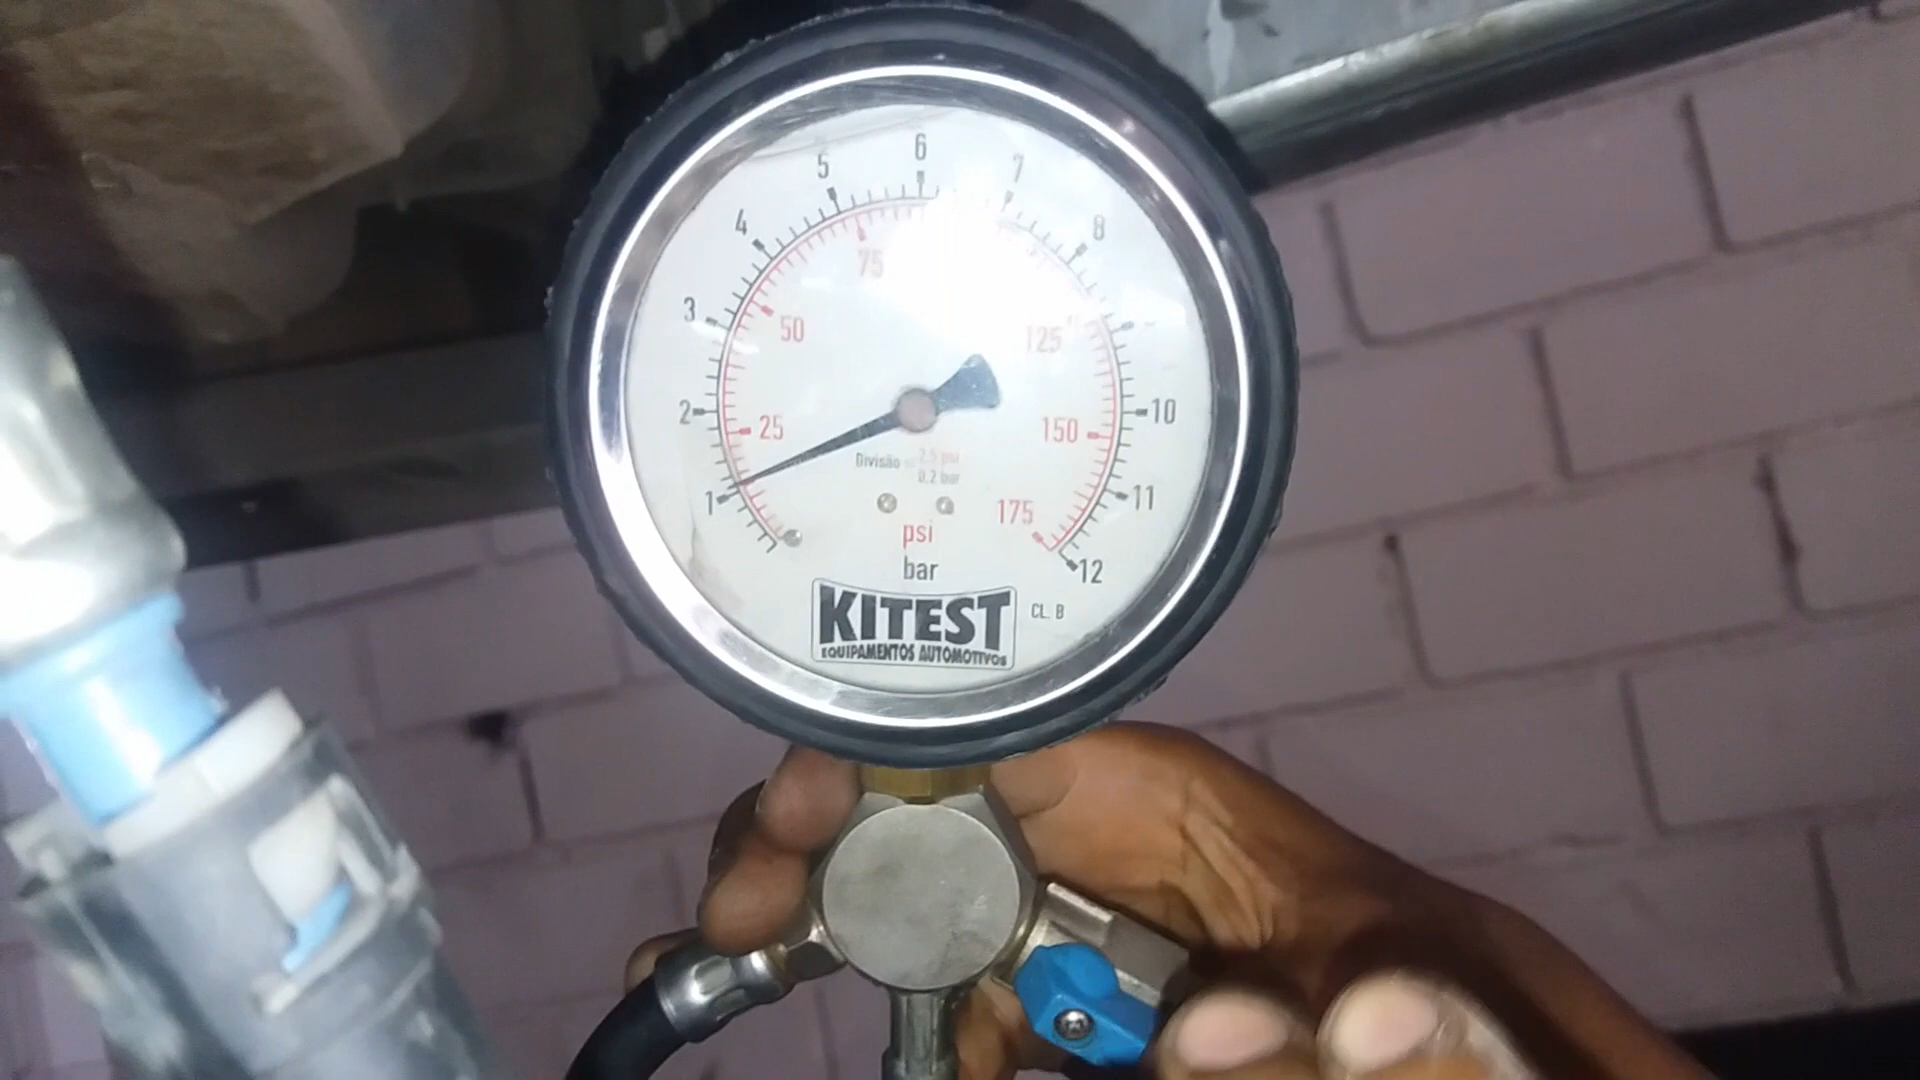 6
5
7
4
8
75
3
50
125
2
10
25
150
Divisão
2,5 psi
0,2 bar
1
11
175
psi
bar
12
KITEST
EQUIPAMENTOS AUTOMOTIVOS
CL. B